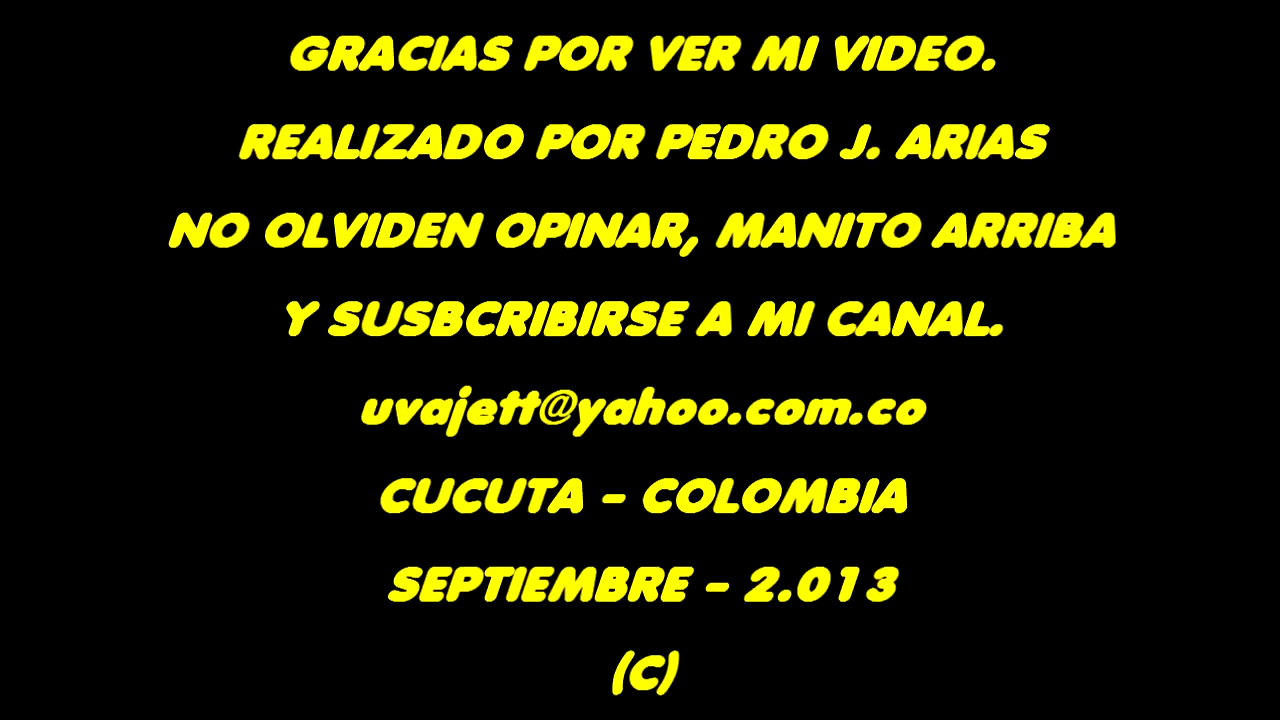 GRACIAS POR VER MI VIDEO.
REALIZADO POR PEDRO J. ARIAS
NO OLVIDEN OPINAR, MANITO ARRIBA
Y SUSBCRIBIRSE A MI CANAL.
uvajett@yahoo.com.co
CUCUTA - COLOMBIA
SEPTIEMBRE - 2.013
(C)